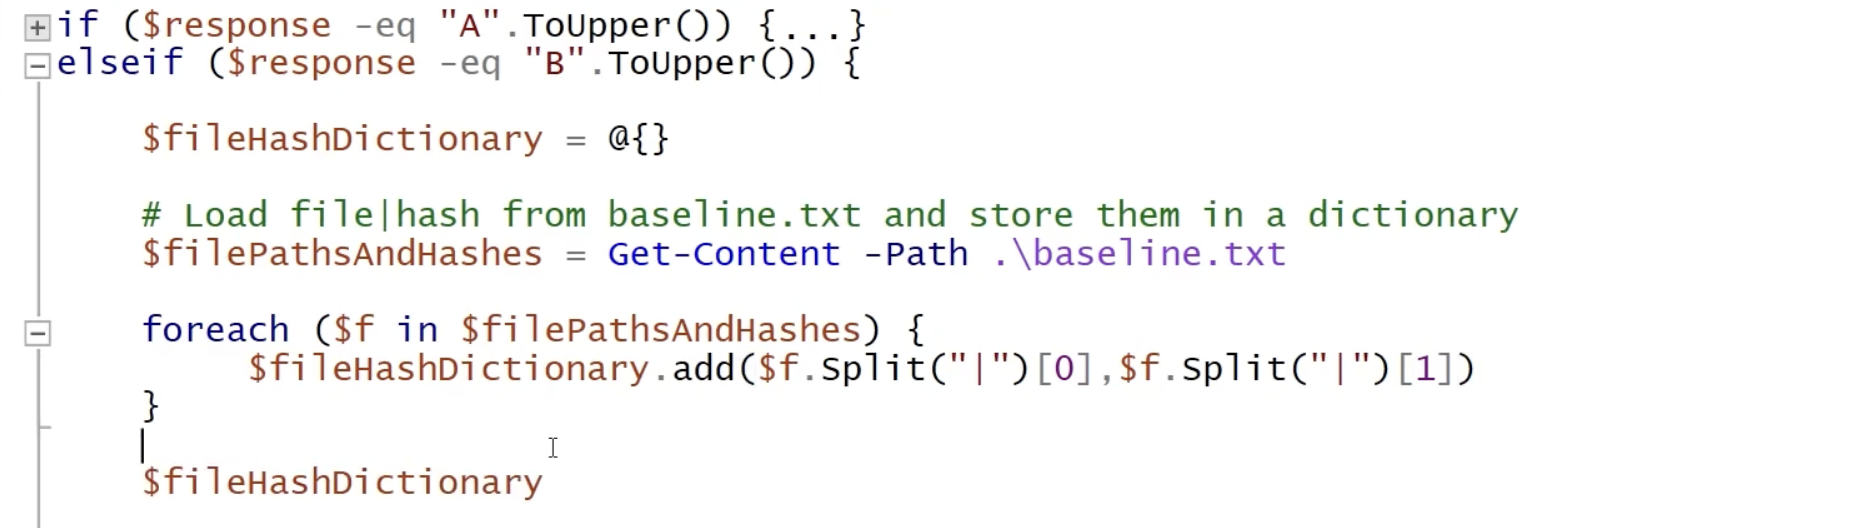 if ($response -eq "A".ToUpper()) {...}
elseif ($response -eq "B".ToUpper()) {
$fileHashDictionary = @{}
# Load file|hash from baseline.txt and store them in a dictionary
$filePathsAndHashes = Get-Content -Path .\baseline.txt
foreach ($f in $filePathsAndHashes) {
$fileHashDictionary.add($f.Split("|")[0],$f.Split("|")[1])
}
$fileHashDictionary